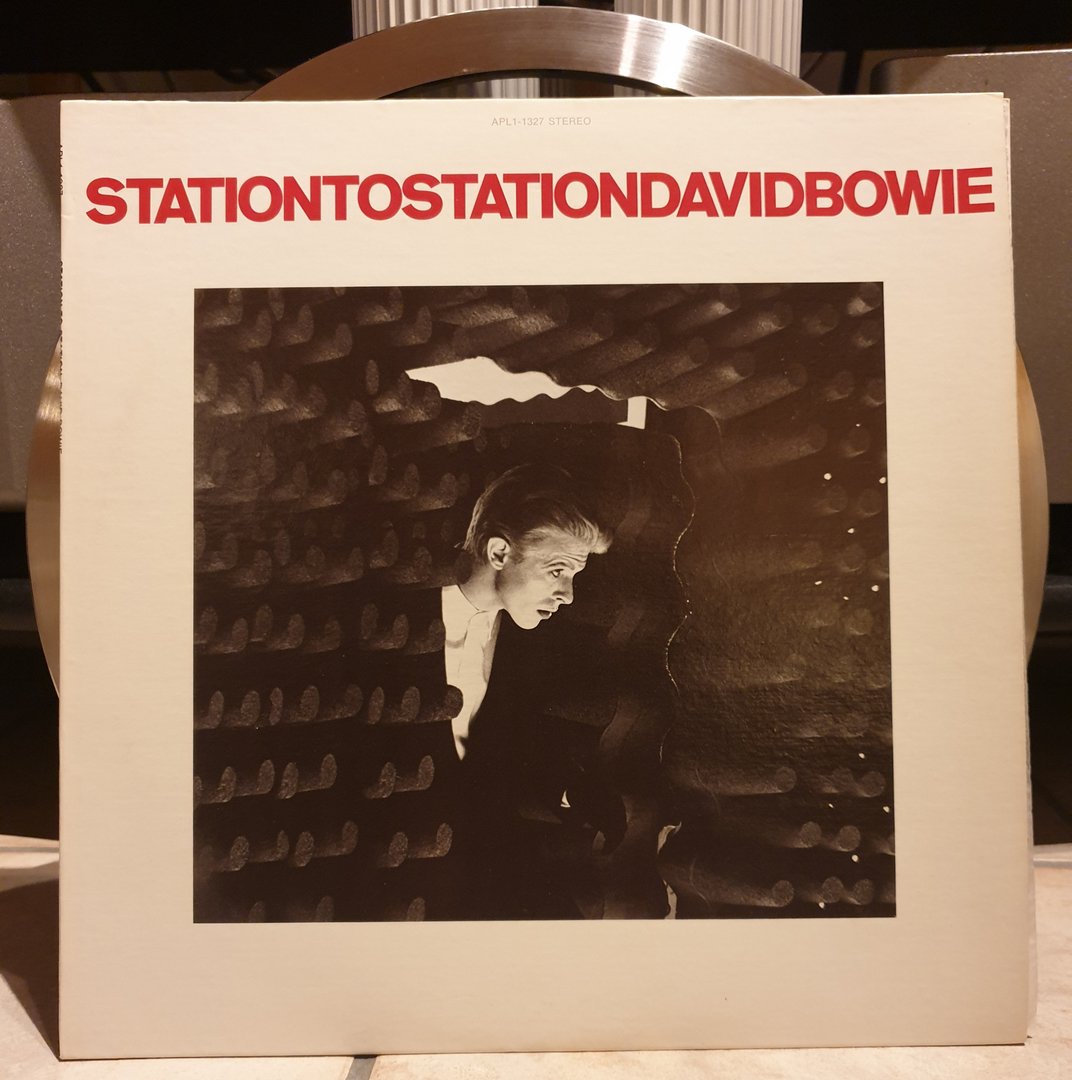 APL1-1327 STEREO
STATIONTOSTATIONDAVIDBOWIE